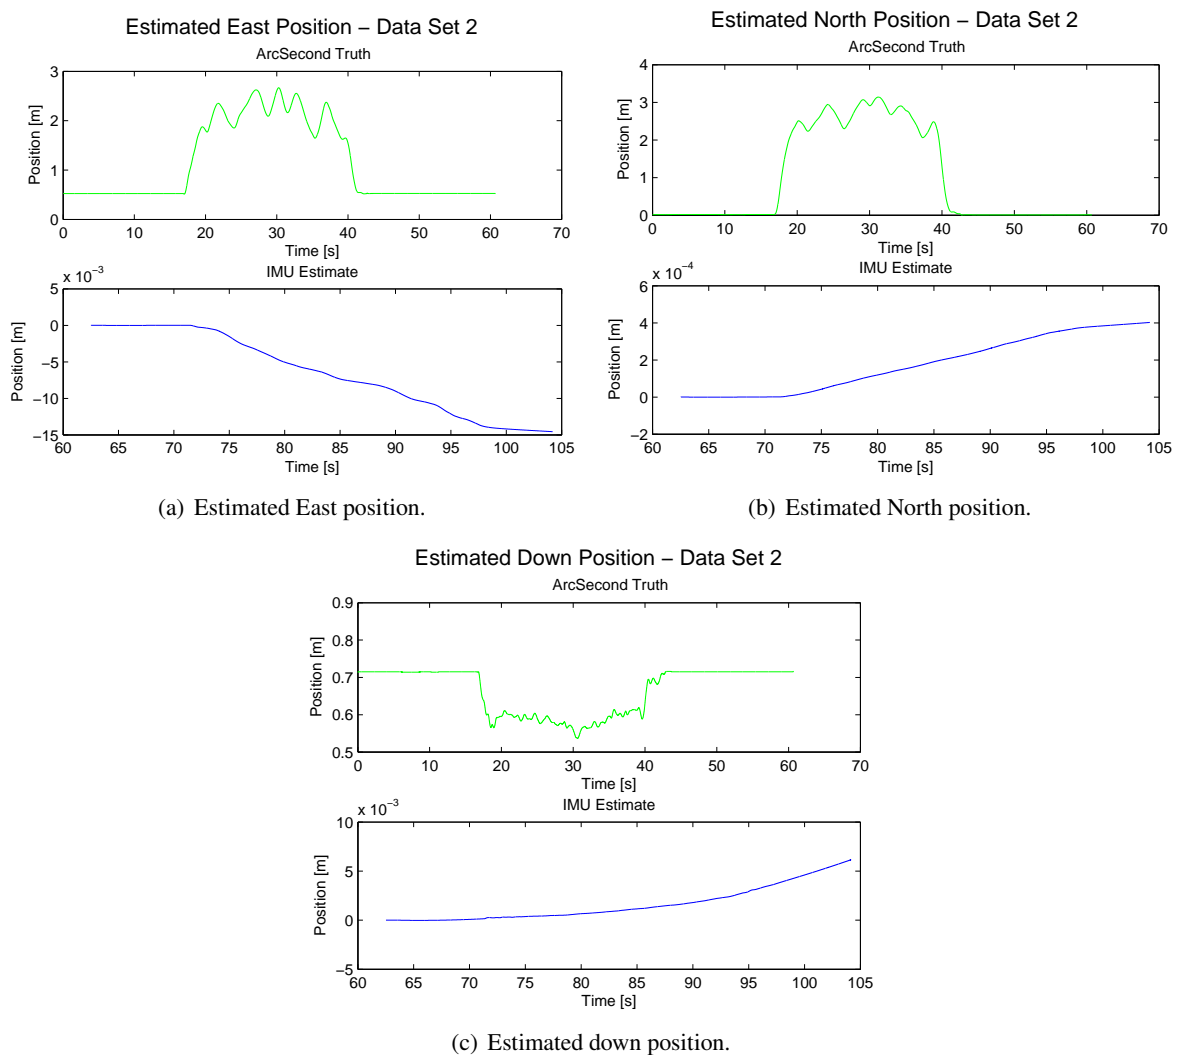 Estimated East Position – Data Set 2
ArcSecond Truth
3
2
1
0
Position [m]
0 10 20 30 40 50 60 70
Time [s]
IMU Estimate
x 10⁻³
5
0
−5
−10
−15
Position [m]
60 65 70 75 80 85 90 95 100 105
Time [s]
(a) Estimated East position.
Estimated North Position – Data Set 2
ArcSecond Truth
4
3
2
1
0
Position [m]
0 10 20 30 40 50 60 70
Time [s]
IMU Estimate
x 10⁻⁴
6
4
2
0
−2
Position [m]
60 65 70 75 80 85 90 95 100 105
Time [s]
(b) Estimated North position.
Estimated Down Position – Data Set 2
ArcSecond Truth
0.9
0.8
0.7
0.6
0.5
Position [m]
0 10 20 30 40 50 60 70
Time [s]
IMU Estimate
x 10⁻³
10
5
0
−5
Position [m]
60 65 70 75 80 85 90 95 100 105
Time [s]
(c) Estimated down position.